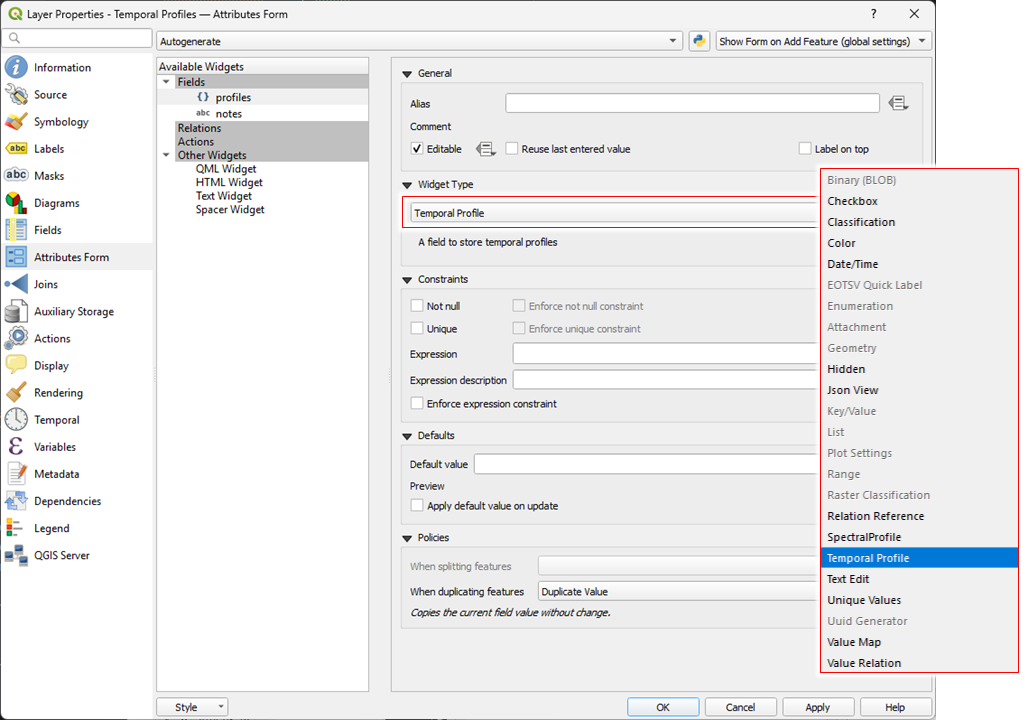 Layer Properties - Temporal Profiles — Attributes Form
?
Autogenerate
Show Form on Add Feature (global settings)
Information
Source
Symbology
abc
Labels
abc
Masks
Diagrams
Fields
Attributes Form
Joins
Auxiliary Storage
Actions
Display
Rendering
Temporal
Variables
Metadata
Dependencies
Legend
QGIS Server
Available Widgets
Fields
{} profiles
abc notes
Relations
Actions
Other Widgets
QML Widget
HTML Widget
Text Widget
Spacer Widget
General
Alias
Comment
Editable
Reuse last entered value
Label on top
Widget Type
Temporal Profile
A field to store temporal profiles
Constraints
Not null
Enforce not null constraint
Unique
Enforce unique constraint
Expression
Expression description
Enforce expression constraint
Defaults
Default value
Preview
Apply default value on update
Policies
When splitting features
When duplicating features
Duplicate Value
Copies the current field value without change.
Binary (BLOB)
Checkbox
Classification
Color
Date/Time
EOTSV Quick Label
Enumeration
Attachment
Geometry
Hidden
Json View
Key/Value
List
Plot Settings
Range
Raster Classification
Relation Reference
SpectralProfile
Temporal Profile
Text Edit
Unique Values
Uuid Generator
Value Map
Value Relation
Style
OK
Cancel
Apply
Help